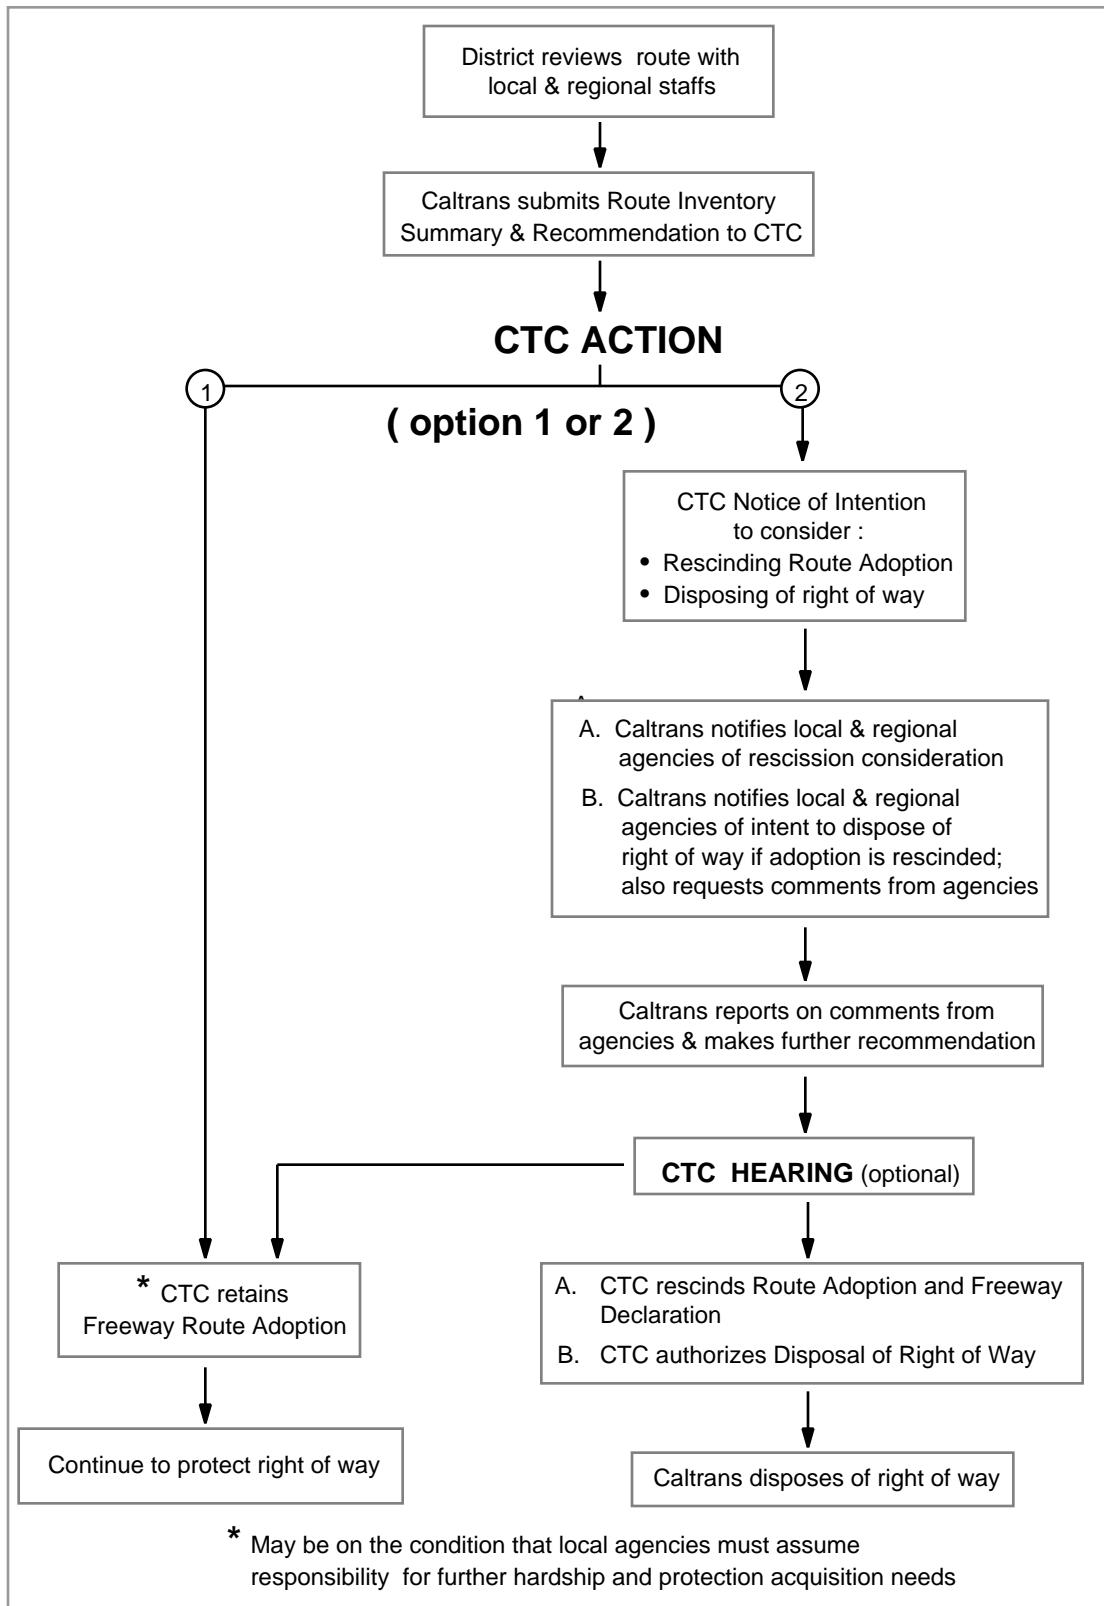 District reviews route with
local & regional staffs
Caltrans submits Route Inventory
Summary & Recommendation to CTC
CTC ACTION
1
2
( option 1 or 2 )
CTC Notice of Intention
to consider :
• Rescinding Route Adoption
• Disposing of right of way
A. Caltrans notifies local & regional
agencies of rescission consideration
B. Caltrans notifies local & regional
agencies of intent to dispose of
right of way if adoption is rescinded;
also requests comments from agencies
Caltrans reports on comments from
agencies & makes further recommendation
CTC HEARING (optional)
* CTC retains
Freeway Route Adoption
A. CTC rescinds Route Adoption and Freeway
Declaration
B. CTC authorizes Disposal of Right of Way
Continue to protect right of way
Caltrans disposes of right of way
* May be on the condition that local agencies must assume
responsibility for further hardship and protection acquisition needs